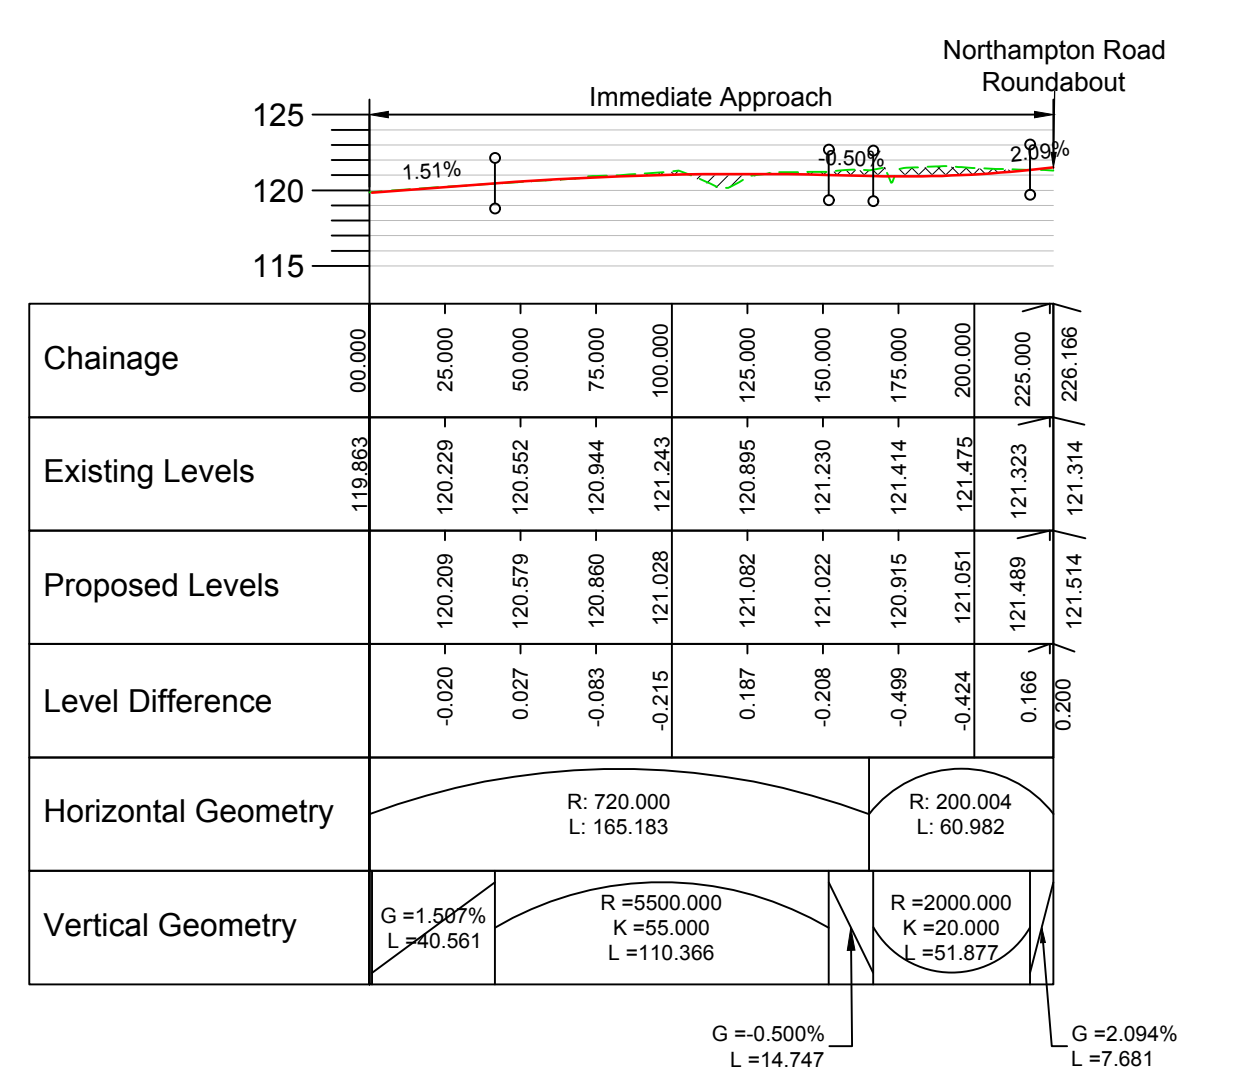 Northampton Road
Roundabout
Immediate Approach
125
120
115
1.51%
-0.50%
2.09%
Chainage
00.000
25.000
50.000
75.000
100.000
125.000
150.000
175.000
200.000
225.000
226.166
Existing Levels
119.863
120.229
120.552
120.944
121.243
120.895
121.230
121.414
121.475
121.323
121.314
Proposed Levels
120.209
120.579
120.860
121.028
121.082
121.022
120.915
121.051
121.489
121.514
Level Difference
-0.020
0.027
-0.083
-0.215
0.187
-0.208
-0.499
-0.424
0.166
0.200
Horizontal Geometry
R: 720.000
L: 165.183
R: 200.004
L: 60.982
Vertical Geometry
G =1.507%
L =40.561
R =5500.000
K =55.000
L =110.366
R =2000.000
K =20.000
L =51.877
G =-0.500%
L =14.747
G =2.094%
L =7.681